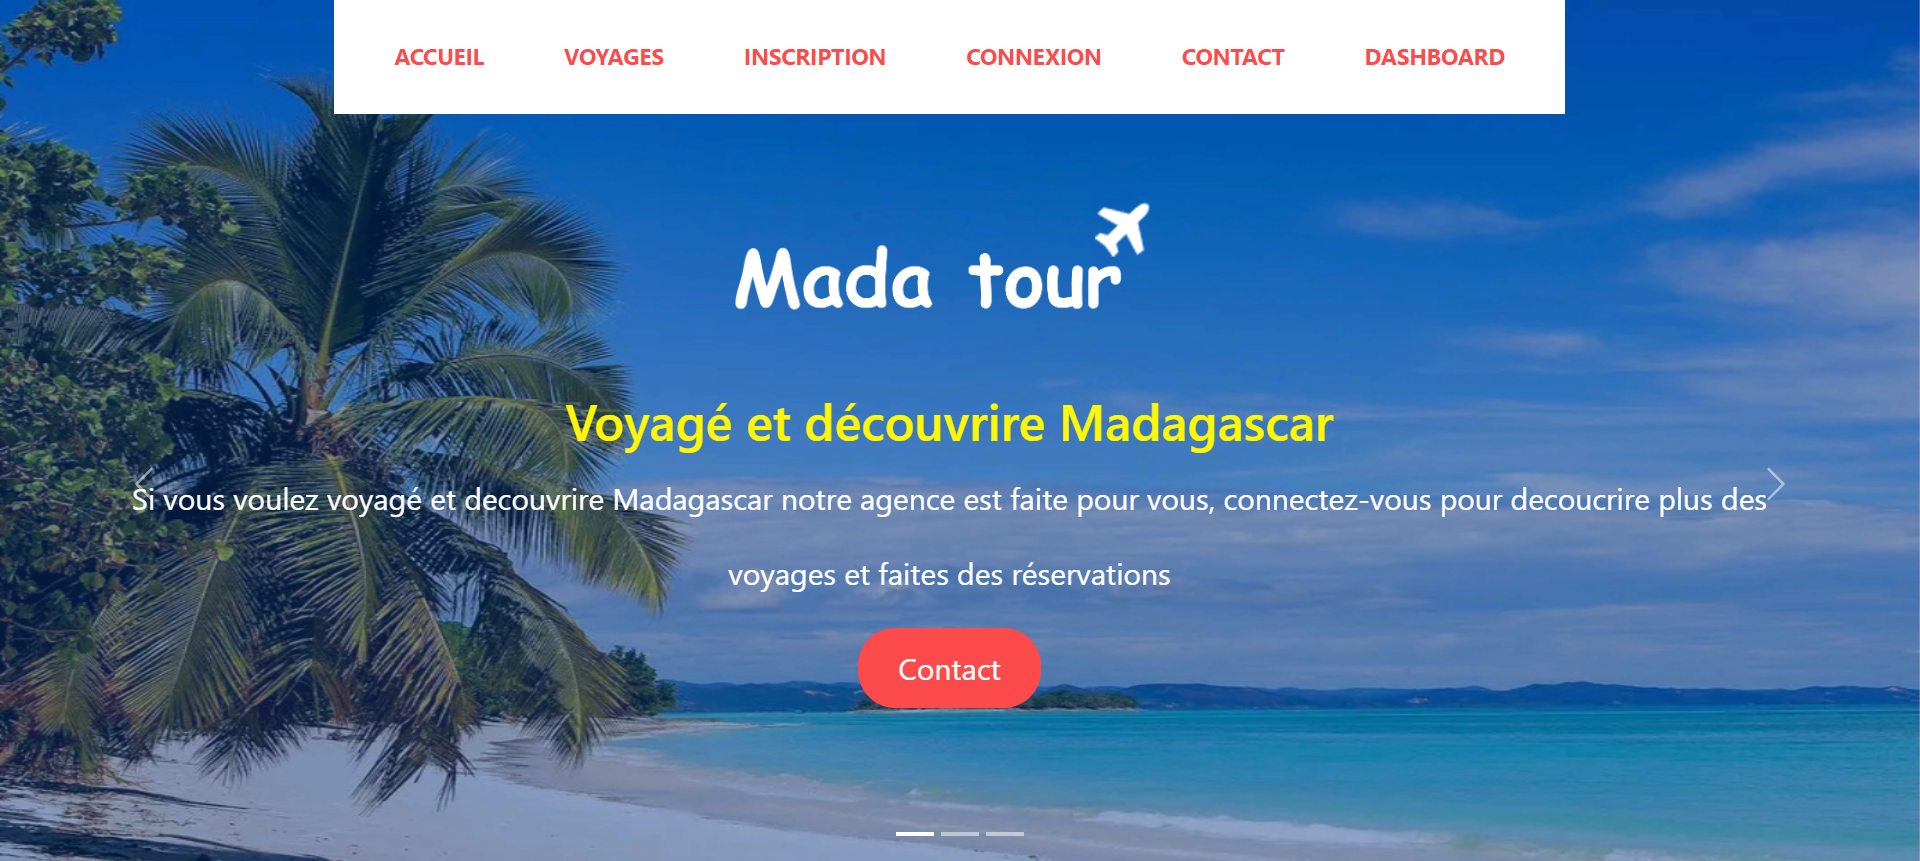 ACCUEIL VOYAGES INSCRIPTION CONNEXION CONTACT DASHBOARD
Mada tour
Voyagé et découvrire Madagascar
Si vous voulez voyagé et decouvrire Madagascar notre agence est faite pour vous, connectez-vous pour decoucrire plus des
voyages et faites des réservations
Contact